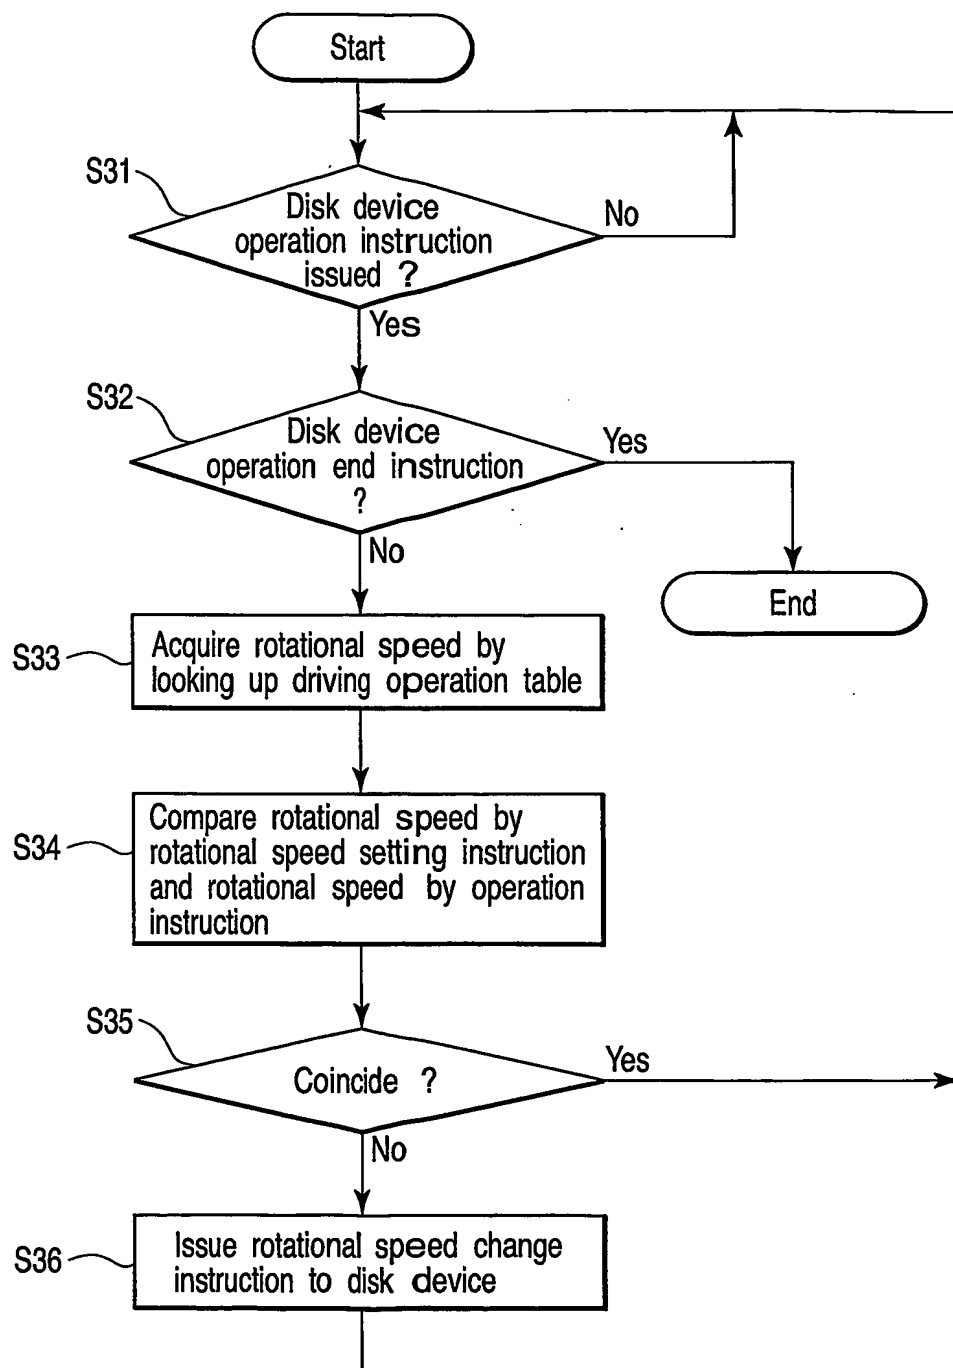 Start
S31
Disk device
operation instruction
issued ?
No
Yes
S32
Disk device
operation end instruction
?
Yes
No
End
S33
Acquire rotational speed by
looking up driving operation table
S34
Compare rotational speed by
rotational speed setting instruction
and rotational speed by operation
instruction
S35
Coincide ?
Yes
No
S36
Issue rotational speed change
instruction to disk device